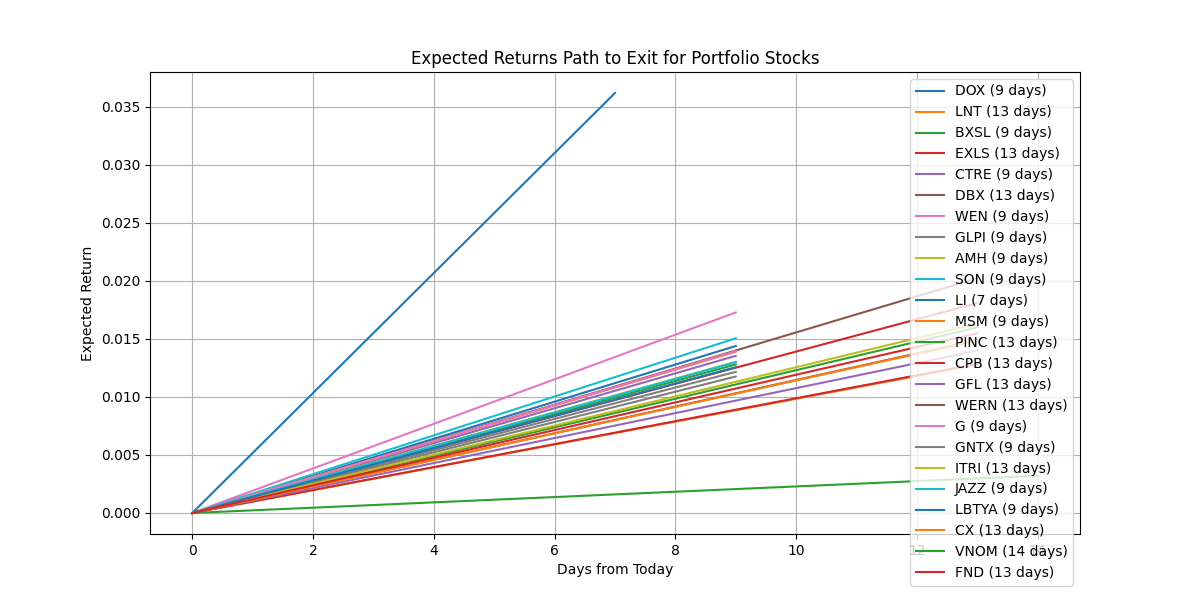 Expected Returns Path to Exit for Portfolio Stocks
Expected Return
0.035
0.030
0.025
0.020
0.015
0.010
0.005
0.000
0
2
4
6
8
10
12
Days from Today
DOX (9 days)
LNT (13 days)
BXSL (9 days)
EXLS (13 days)
CTRE (9 days)
DBX (13 days)
WEN (9 days)
GLPI (9 days)
AMH (9 days)
SON (9 days)
LI (7 days)
MSM (9 days)
PINC (13 days)
CPB (13 days)
GFL (13 days)
WERN (13 days)
G (9 days)
GNTX (9 days)
ITRI (13 days)
JAZZ (9 days)
LBTYA (9 days)
CX (13 days)
VNOM (14 days)
FND (13 days)